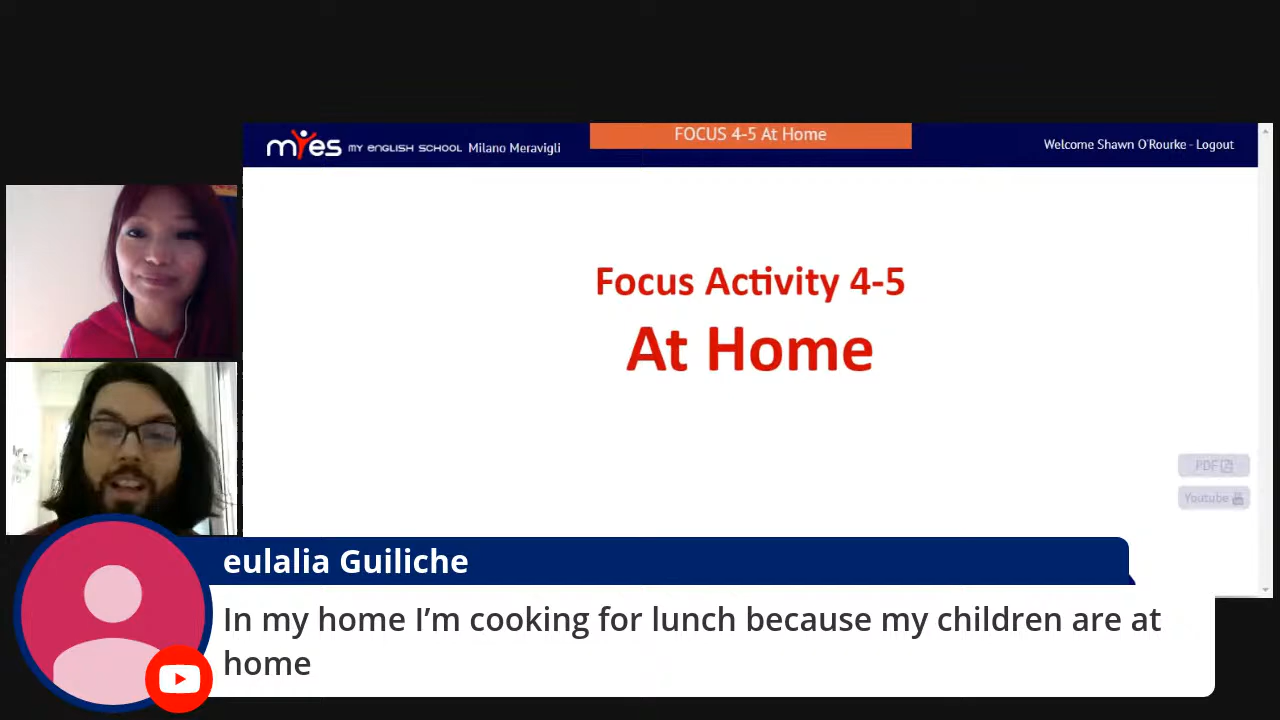 FOCUS 4-5 At Home
myes MY ENGLISH SCHOOL Milano Meravigli
Welcome Shawn O'Rourke - Logout
Focus Activity 4-5
At Home
PDF
Youtube
eulalia Guiliche
In my home I’m cooking for lunch because my children are at
home